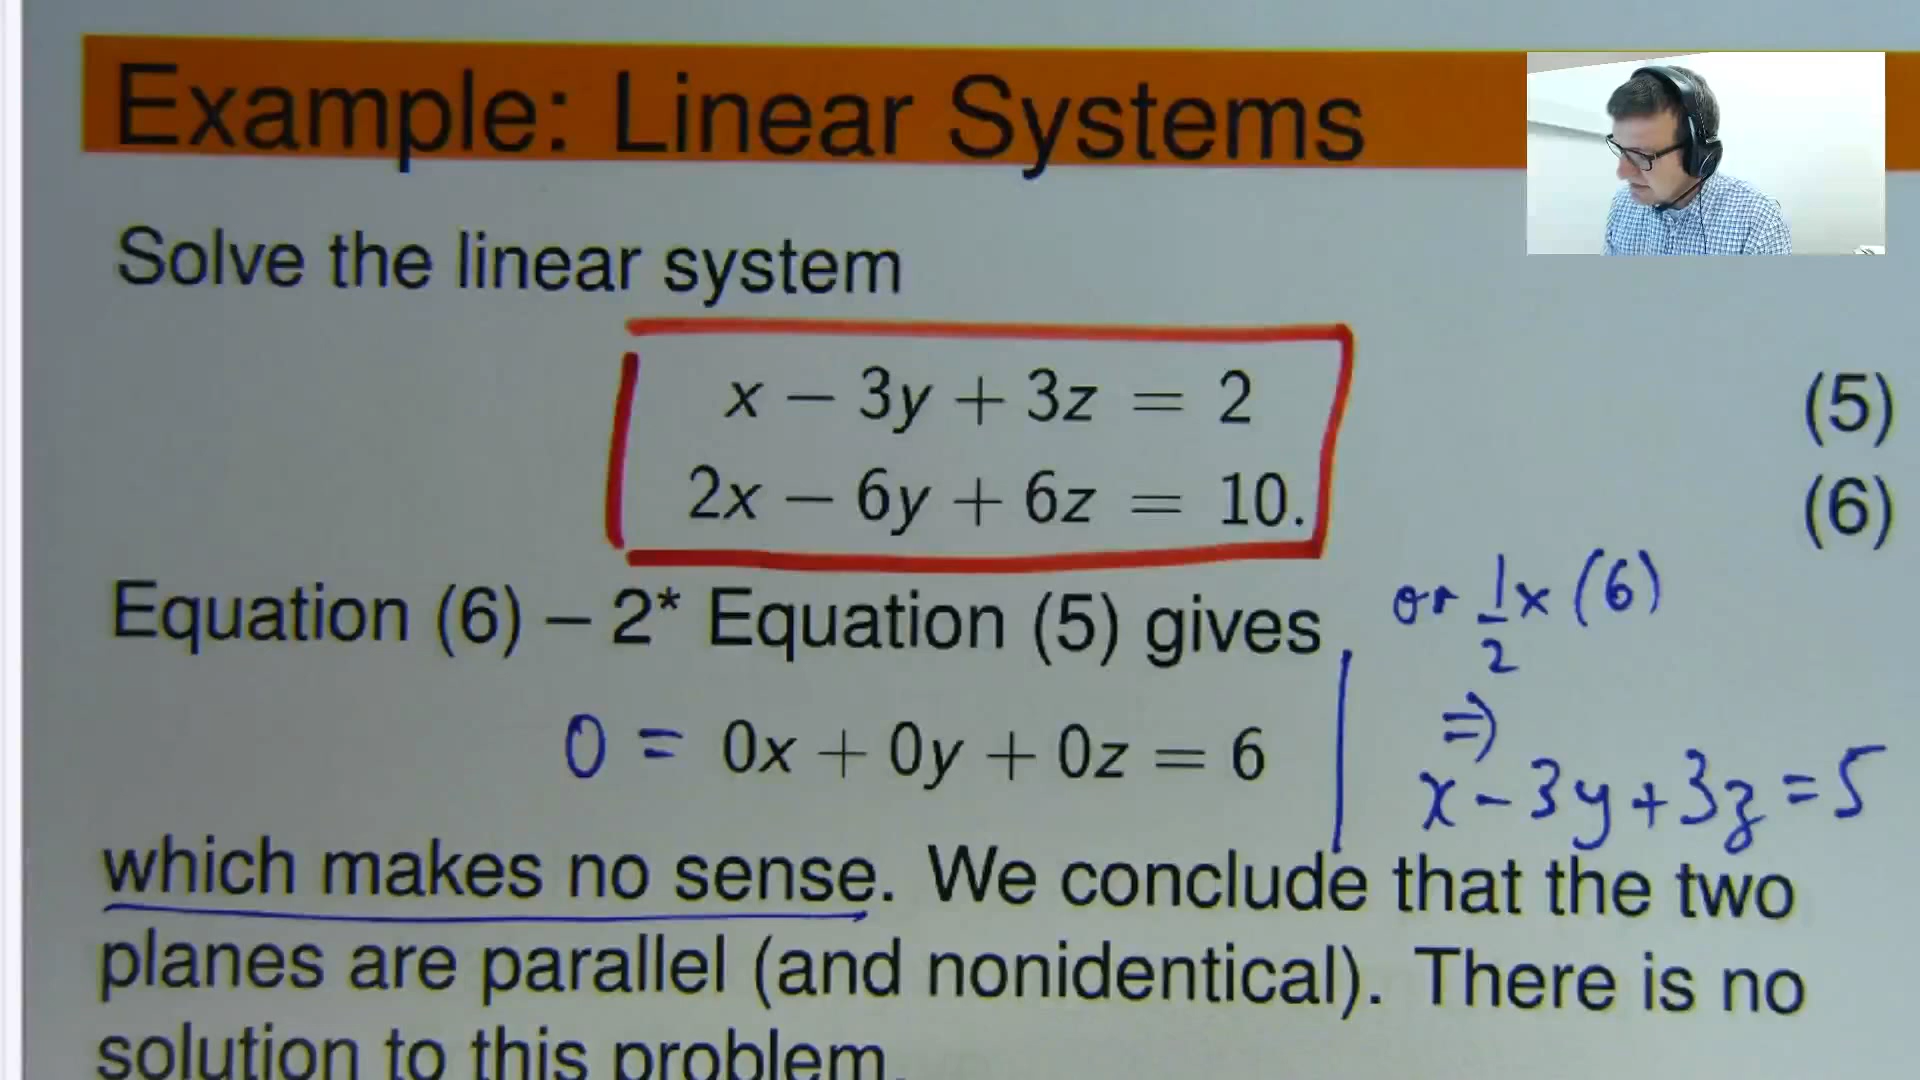 Example: Linear Systems
Solve the linear system
x − 3y + 3z = 2 (5)
2x − 6y + 6z = 10. (6)
Equation (6) − 2* Equation (5) gives
or 1/2 x (6)
0 = 0x + 0y + 0z = 6
⇒
x - 3y + 3z = 5
which makes no sense. We conclude that the two
planes are parallel (and nonidentical). There is no
solution to this problem.